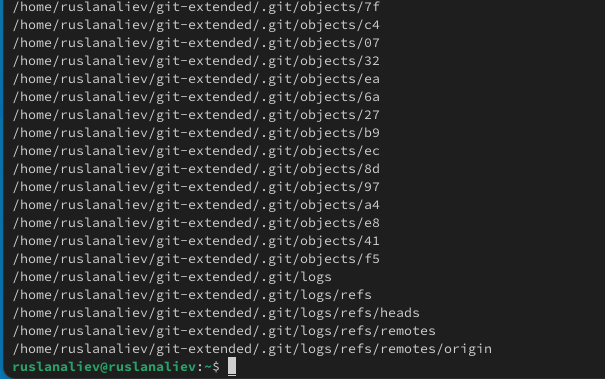 /home/ruslanaliev/git-extended/.git/objects/7f
/home/ruslanaliev/git-extended/.git/objects/c4
/home/ruslanaliev/git-extended/.git/objects/07
/home/ruslanaliev/git-extended/.git/objects/32
/home/ruslanaliev/git-extended/.git/objects/ea
/home/ruslanaliev/git-extended/.git/objects/6a
/home/ruslanaliev/git-extended/.git/objects/27
/home/ruslanaliev/git-extended/.git/objects/b9
/home/ruslanaliev/git-extended/.git/objects/ec
/home/ruslanaliev/git-extended/.git/objects/8d
/home/ruslanaliev/git-extended/.git/objects/97
/home/ruslanaliev/git-extended/.git/objects/a4
/home/ruslanaliev/git-extended/.git/objects/e8
/home/ruslanaliev/git-extended/.git/objects/41
/home/ruslanaliev/git-extended/.git/objects/f5
/home/ruslanaliev/git-extended/.git/logs
/home/ruslanaliev/git-extended/.git/logs/refs
/home/ruslanaliev/git-extended/.git/logs/refs/heads
/home/ruslanaliev/git-extended/.git/logs/refs/remotes
/home/ruslanaliev/git-extended/.git/logs/refs/remotes/origin
ruslanaliev@ruslanaliev:~$